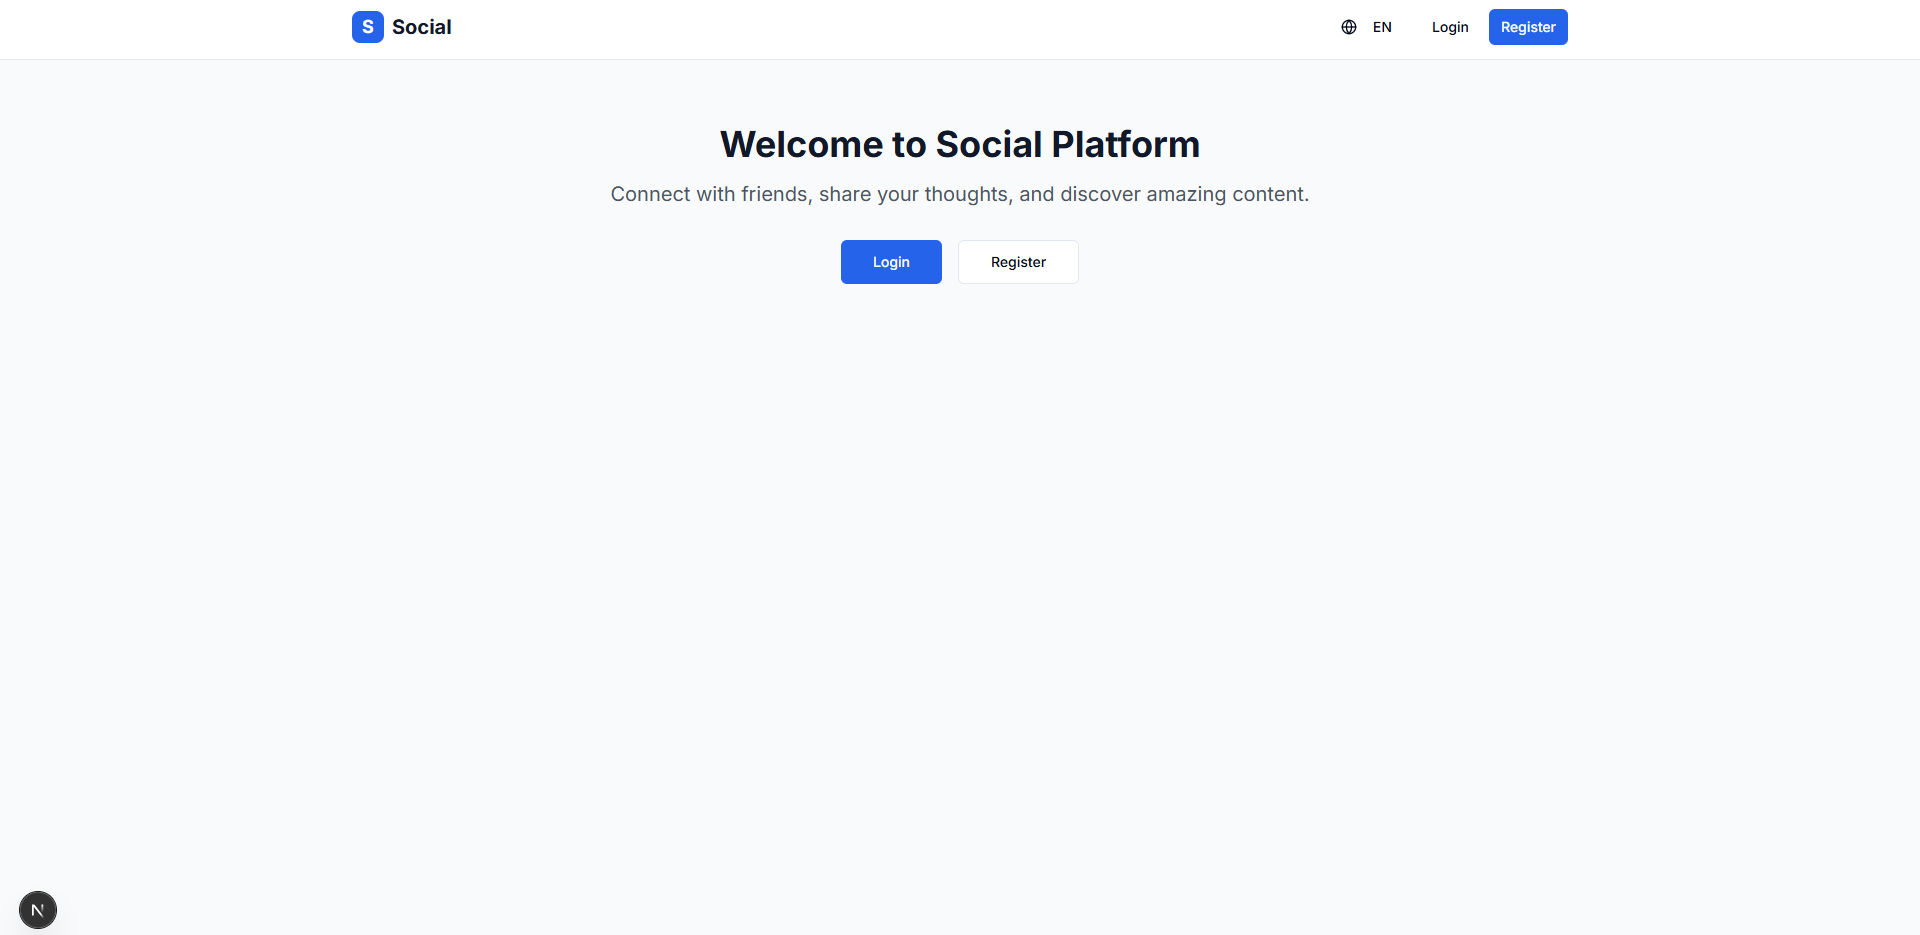 S Social
EN Login Register
Welcome to Social Platform
Connect with friends, share your thoughts, and discover amazing content.
Login Register
N